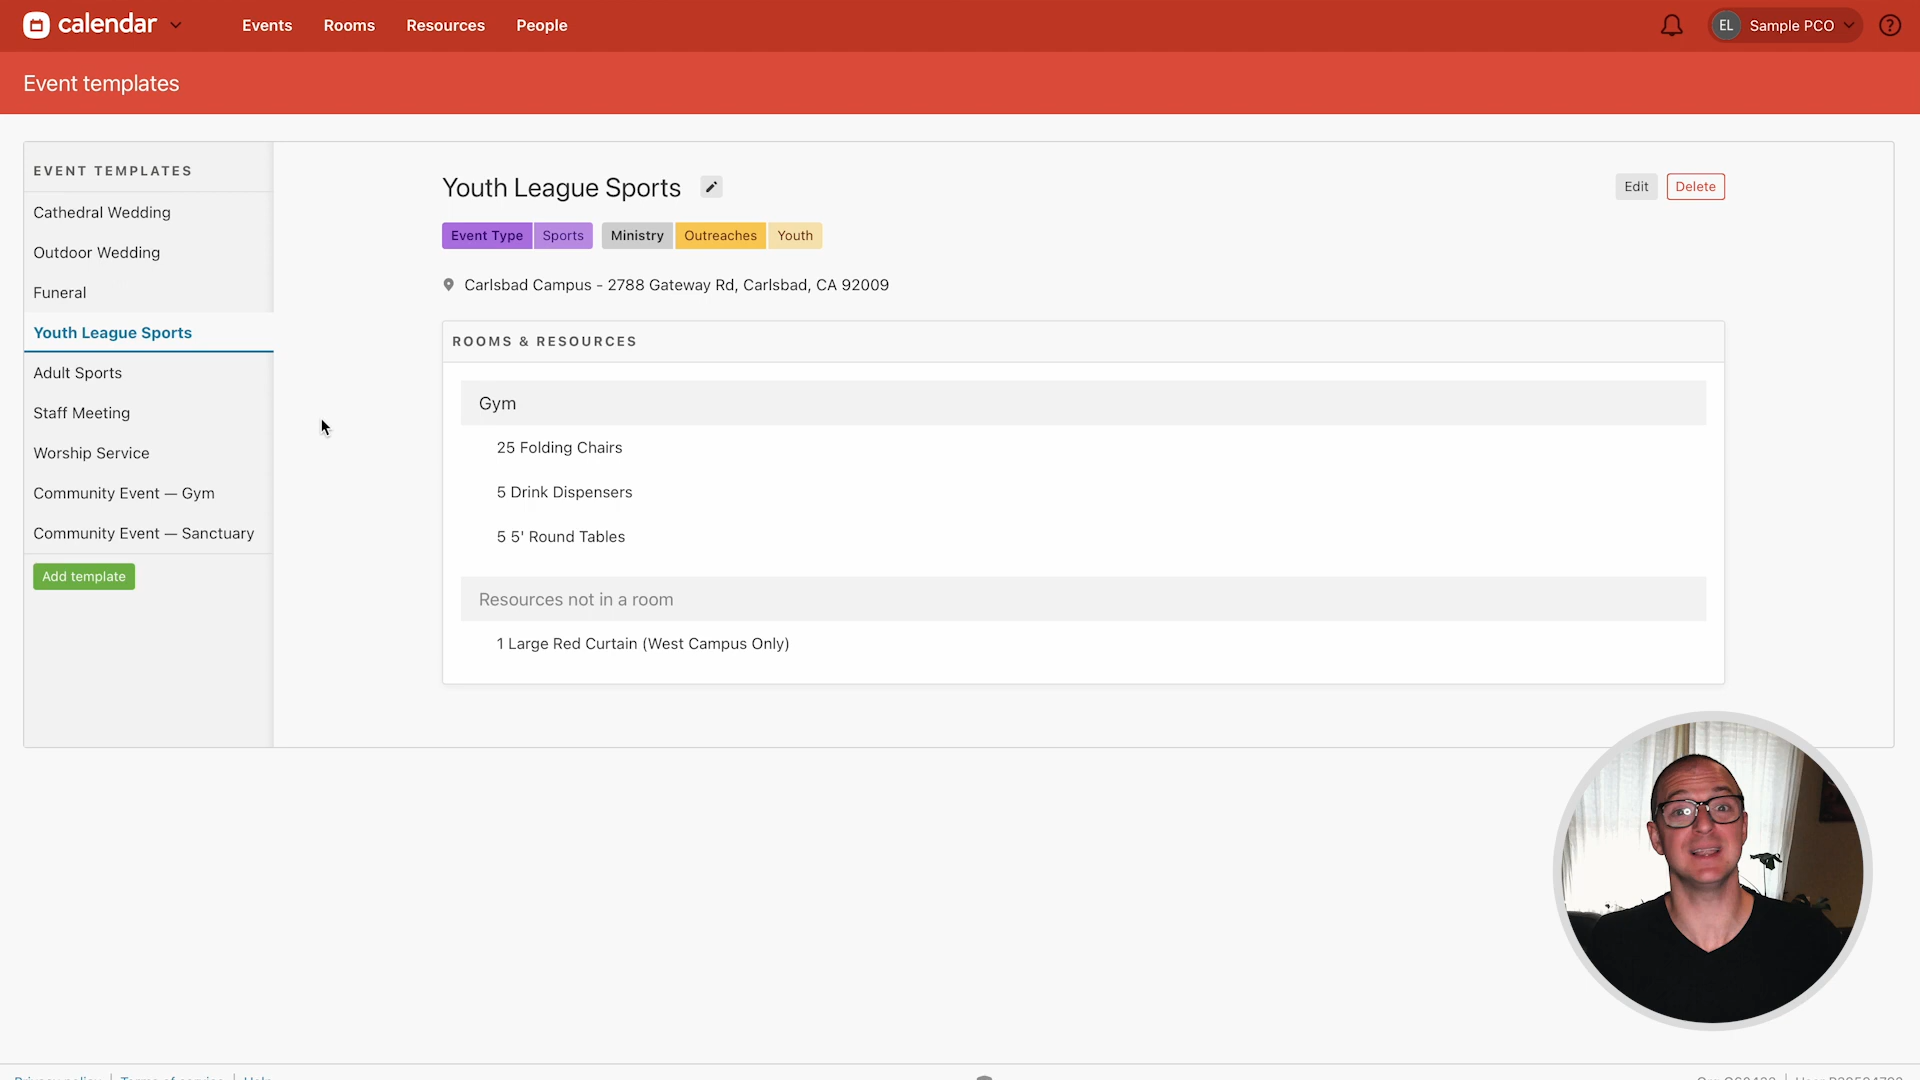 calendar
Events
Rooms
Resources
People
EL
Sample PCO
?
Event templates
EVENT TEMPLATES
Cathedral Wedding
Outdoor Wedding
Funeral
Youth League Sports
Adult Sports
Staff Meeting
Worship Service
Community Event — Gym
Community Event — Sanctuary
Add template
Youth League Sports
Edit
Delete
Event Type
Sports
Ministry
Outreaches
Youth
Carlsbad Campus - 2788 Gateway Rd, Carlsbad, CA 92009
ROOMS & RESOURCES
Gym
25 Folding Chairs
5 Drink Dispensers
5 5' Round Tables
Resources not in a room
1 Large Red Curtain (West Campus Only)